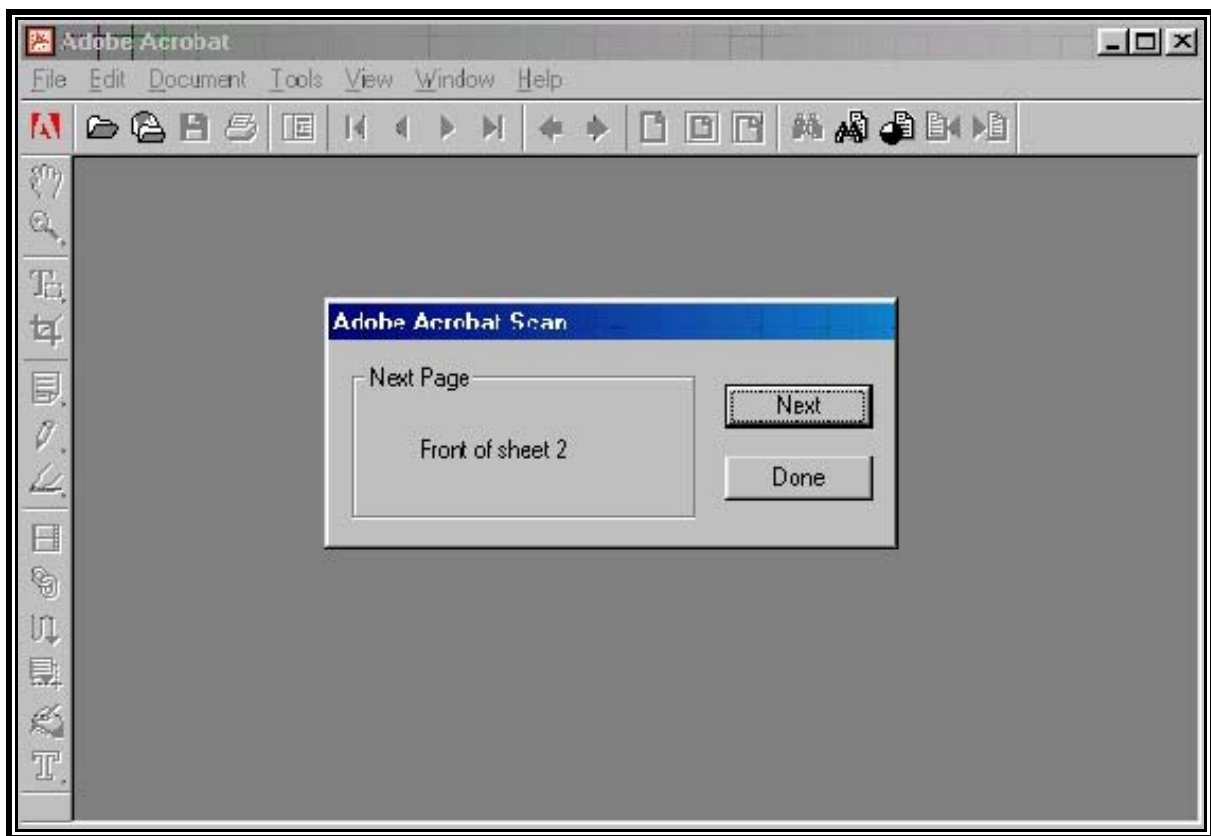 Adobe Acrobat
File Edit Document Tools View Window Help
Adobe Acrobat Scan
Next Page
Front of sheet 2
Next
Done